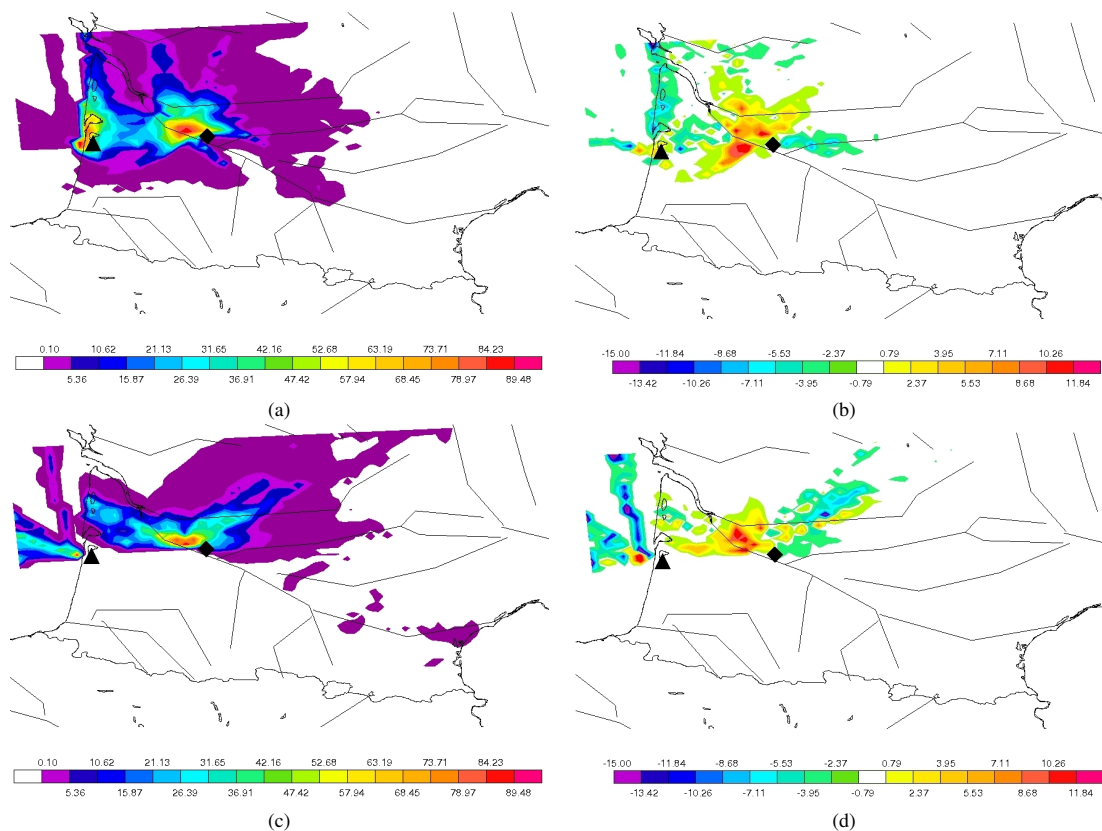 0.10 10.62 21.13 31.65 42.16 52.68 63.19 73.71 84.23
5.36 15.87 26.39 36.91 47.42 57.94 68.45 78.97 89.48
(a)
-15.00 -11.84 -8.68 -5.53 -2.37 0.79 3.95 7.11 10.26
-13.42 -10.26 -7.11 -3.95 -0.79 2.37 5.53 8.68 11.84
(b)
0.10 10.62 21.13 31.65 42.16 52.68 63.19 73.71 84.23
5.36 15.87 26.39 36.91 47.42 57.94 68.45 78.97 89.48
(c)
-15.00 -11.84 -8.68 -5.53 -2.37 0.79 3.95 7.11 10.26
-13.42 -10.26 -7.11 -3.95 -0.79 2.37 5.53 8.68 11.84
(d)